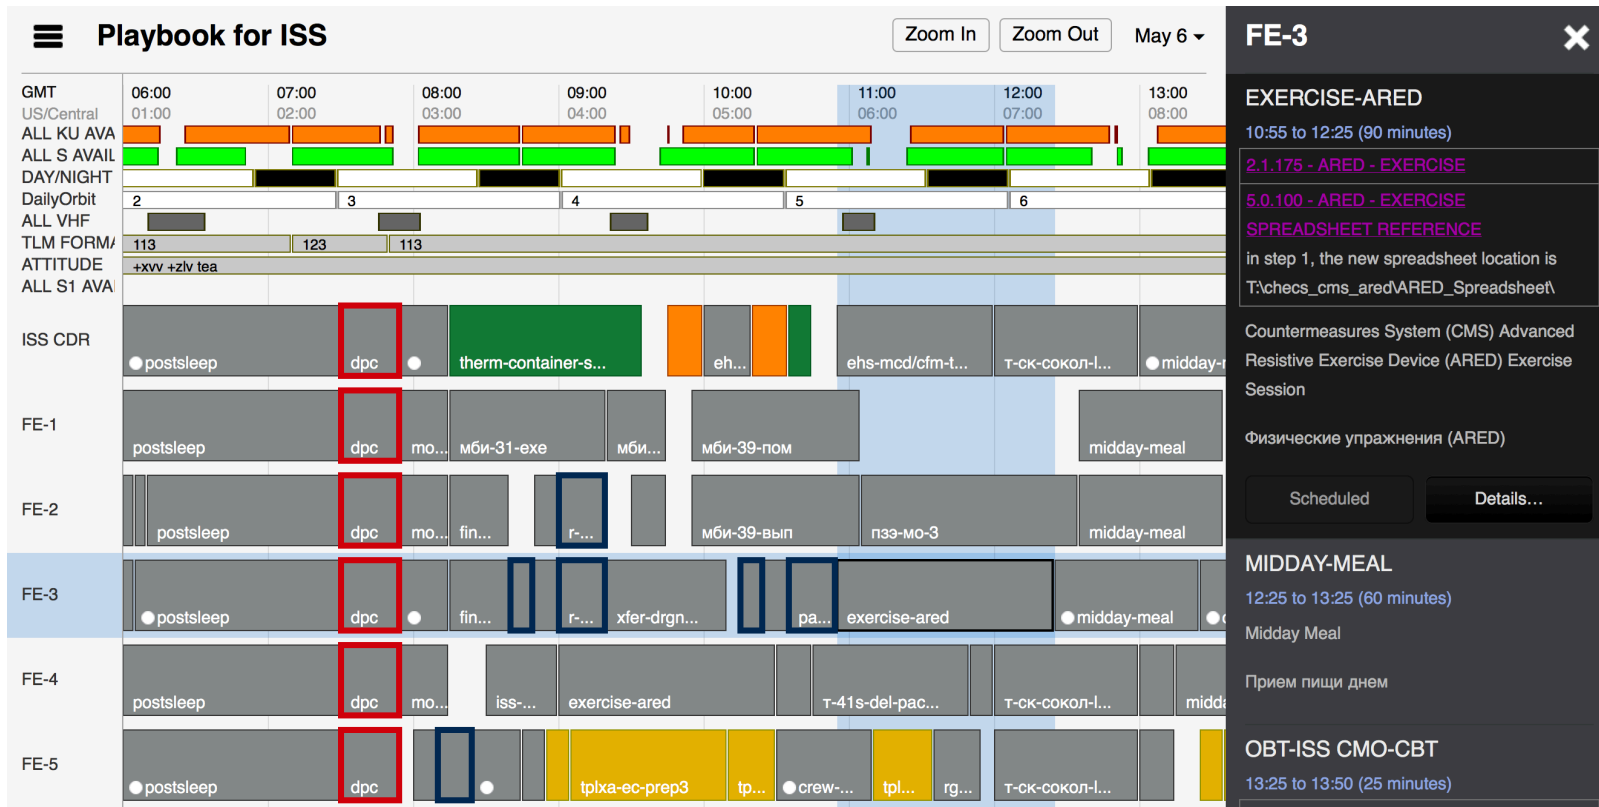 Playbook for ISS
Zoom In
Zoom Out
May 6
GMT
06:00 07:00 08:00 09:00 10:00 11:00 12:00 13:00
US/Central
01:00 02:00 03:00 04:00 05:00 06:00 07:00 08:00
ALL KU AVA
ALL S AVAIL
DAY/NIGHT
DailyOrbit
2 3 4 5 6
ALL VHF
TLM FORMA
113 123 113
ATTITUDE
+xvv +zlv tea
ALL S1 AVAI
ISS CDR
postsleep dpc therm-container-s... eh... ehs-mcd/cfm-t... т-ск-сокол-l... midday-r
FE-1
postsleep dpc mo... мби-31-exe мби... мби-39-пом midday-meal
FE-2
postsleep dpc mo... fin... r-... мби-39-вып пзэ-мо-3 midday-meal
FE-3
postsleep dpc fin... r-... xfer-drgn... pa... exercise-ared midday-meal
FE-4
postsleep dpc mo... iss-... exercise-ared т-41s-del-pac... т-ск-сокол-l... midda
FE-5
postsleep dpc tplxa-ec-prep3 tp... crew-... tpl... rg... т-ск-сокол-l...
FE-3
EXERCISE-ARED
10:55 to 12:25 (90 minutes)
2.1.175 - ARED - EXERCISE
5.0.100 - ARED - EXERCISE
SPREADSHEET REFERENCE
in step 1, the new spreadsheet location is
T:\checs_cms_ared\ARED_Spreadsheet\
Countermeasures System (CMS) Advanced
Resistive Exercise Device (ARED) Exercise
Session
Физические упражнения (ARED)
Scheduled
Details…
MIDDAY-MEAL
12:25 to 13:25 (60 minutes)
Midday Meal
Прием пищи днем
OBT-ISS CMO-CBT
13:25 to 13:50 (25 minutes)